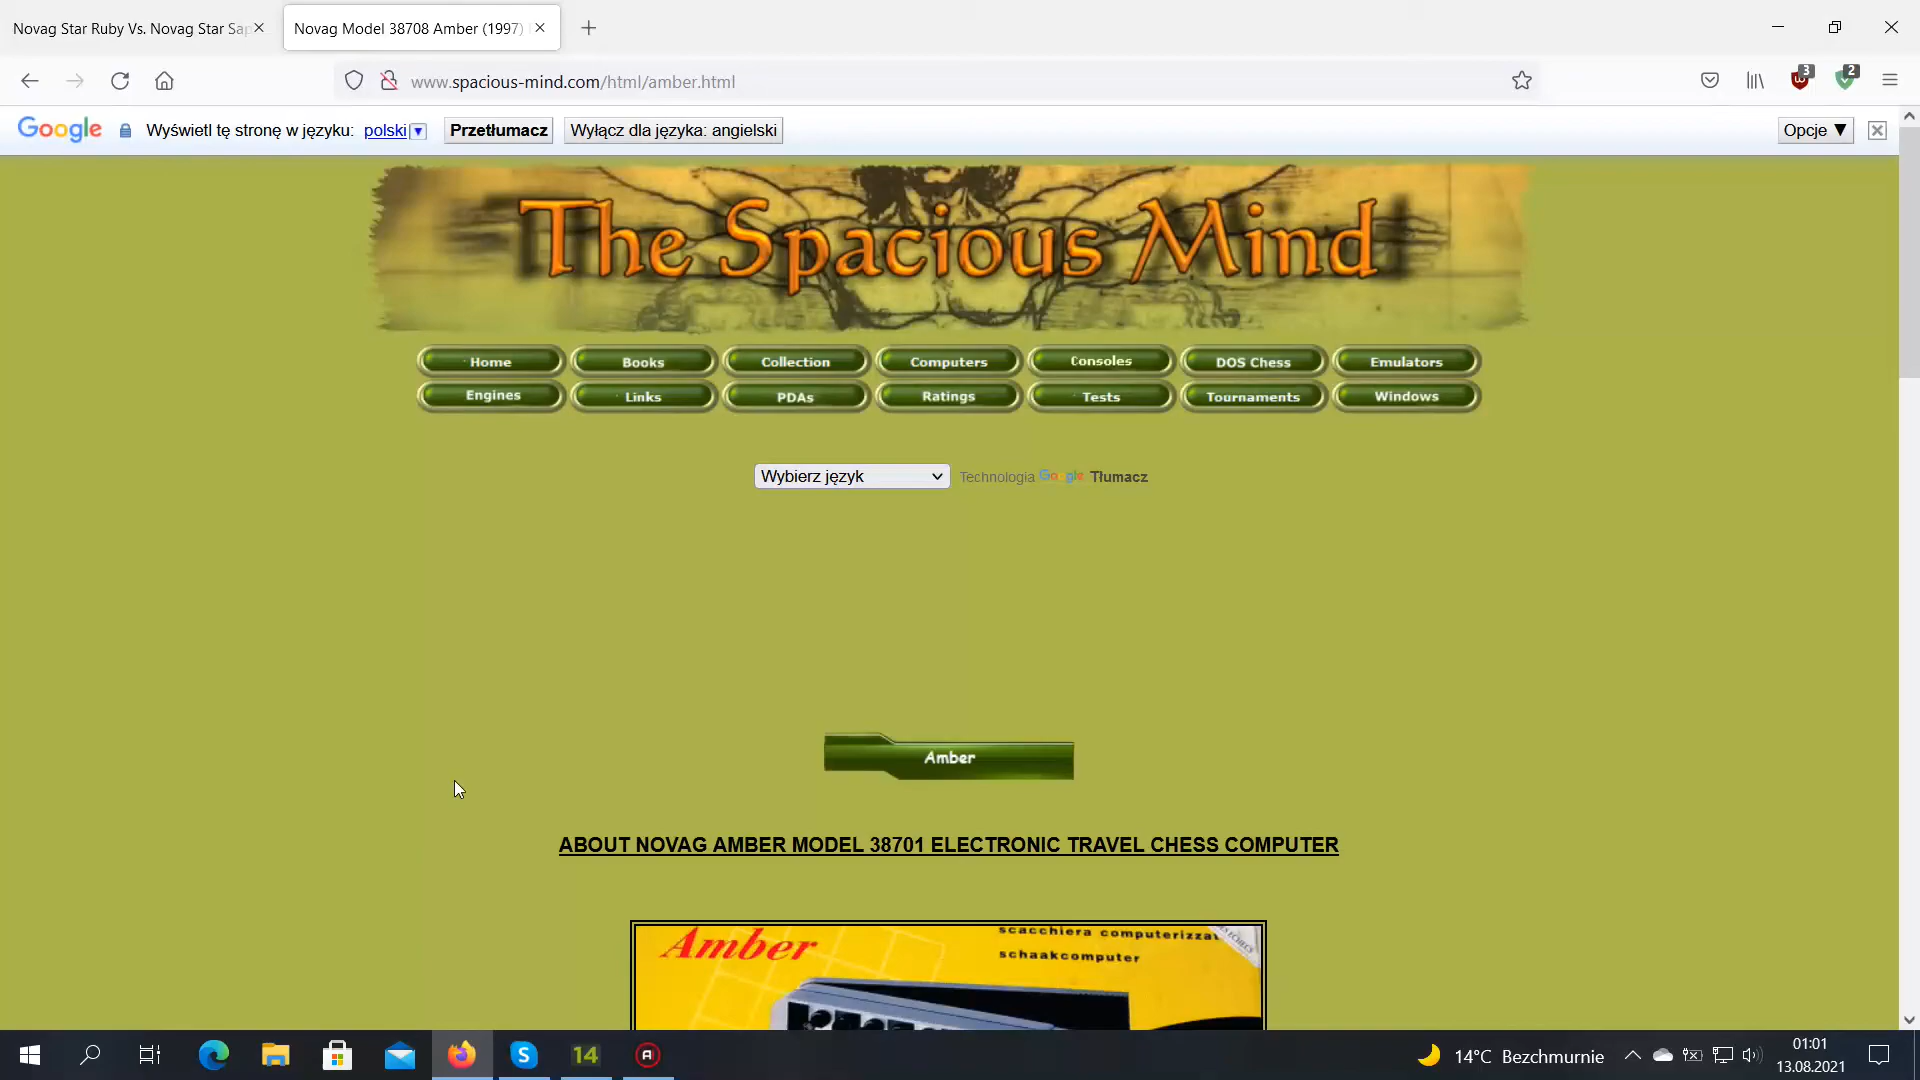 Novag Star Ruby Vs. Novag Star Sap
Novag Model 38708 Amber (1997)
www.spacious-mind.com/html/amber.html
3
2
Google
Wyświetl tę stronę w języku: polski
Przetłumacz
Wyłącz dla języka: angielski
Opcje ▼
The Spacious Mind
Home
Books
Collection
Computers
Consoles
DOS Chess
Emulators
Engines
Links
PDAs
Ratings
Tests
Tournaments
Windows
Wybierz język
Technologia Google Tłumacz
Amber
ABOUT NOVAG AMBER MODEL 38701 ELECTRONIC TRAVEL CHESS COMPUTER
Amber
scacchiera computerizzat
schaakcomputer
14
14°C Bezchmurnie
01:01
13.08.2021